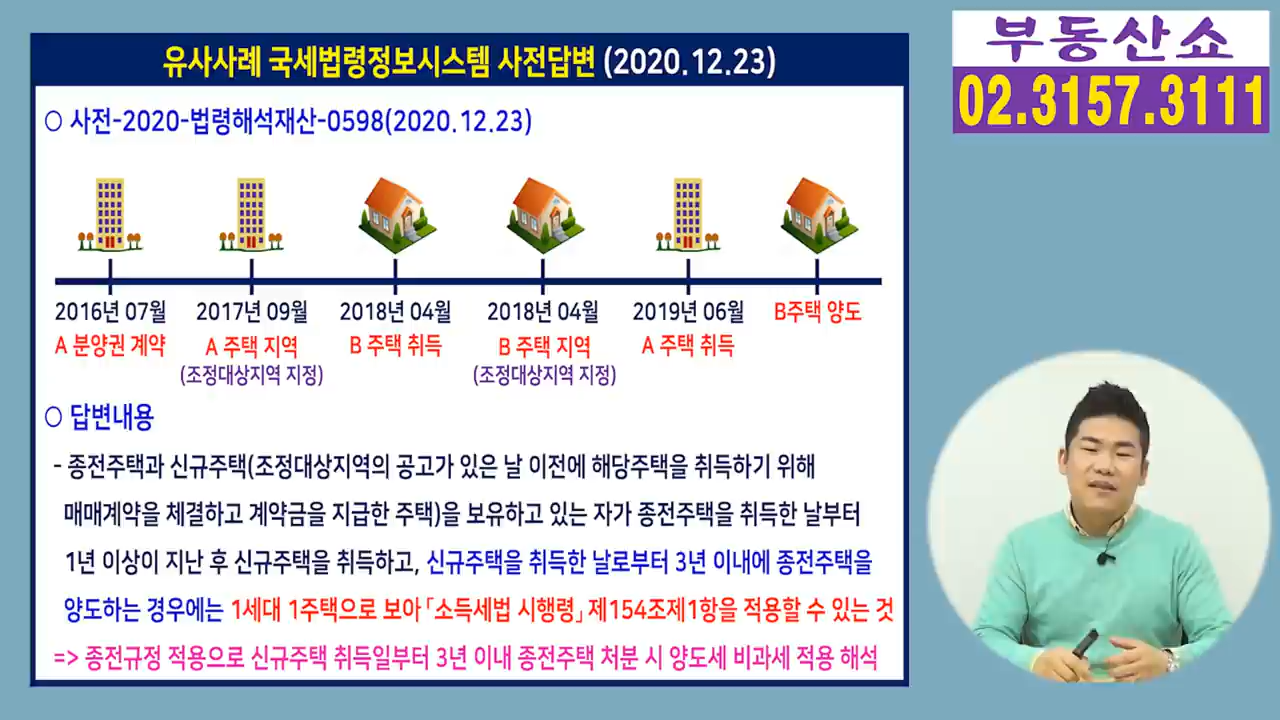 유사사례 국세법령정보시스템 사전답변 (2020.12.23)
부동산쇼
02.3157.3111
○ 사전-2020-법령해석재산-0598(2020.12.23)
2016년 07월
A 분양권 계약
2017년 09월
A 주택 지역
(조정대상지역 지정)
2018년 04월
B 주택 취득
2018년 04월
B 주택 지역
(조정대상지역 지정)
2019년 06월
A 주택 취득
B주택 양도
○ 답변내용
- 종전주택과 신규주택(조정대상지역의 공고가 있은 날 이전에 해당주택을 취득하기 위해
매매계약을 체결하고 계약금을 지급한 주택)을 보유하고 있는 자가 종전주택을 취득한 날부터
1년 이상이 지난 후 신규주택을 취득하고, 신규주택을 취득한 날로부터 3년 이내에 종전주택을
양도하는 경우에는 1세대 1주택으로 보아 「소득세법 시행령」 제154조제1항을 적용할 수 있는 것
=> 종전규정 적용으로 신규주택 취득일부터 3년 이내 종전주택 처분 시 양도세 비과세 적용 해석